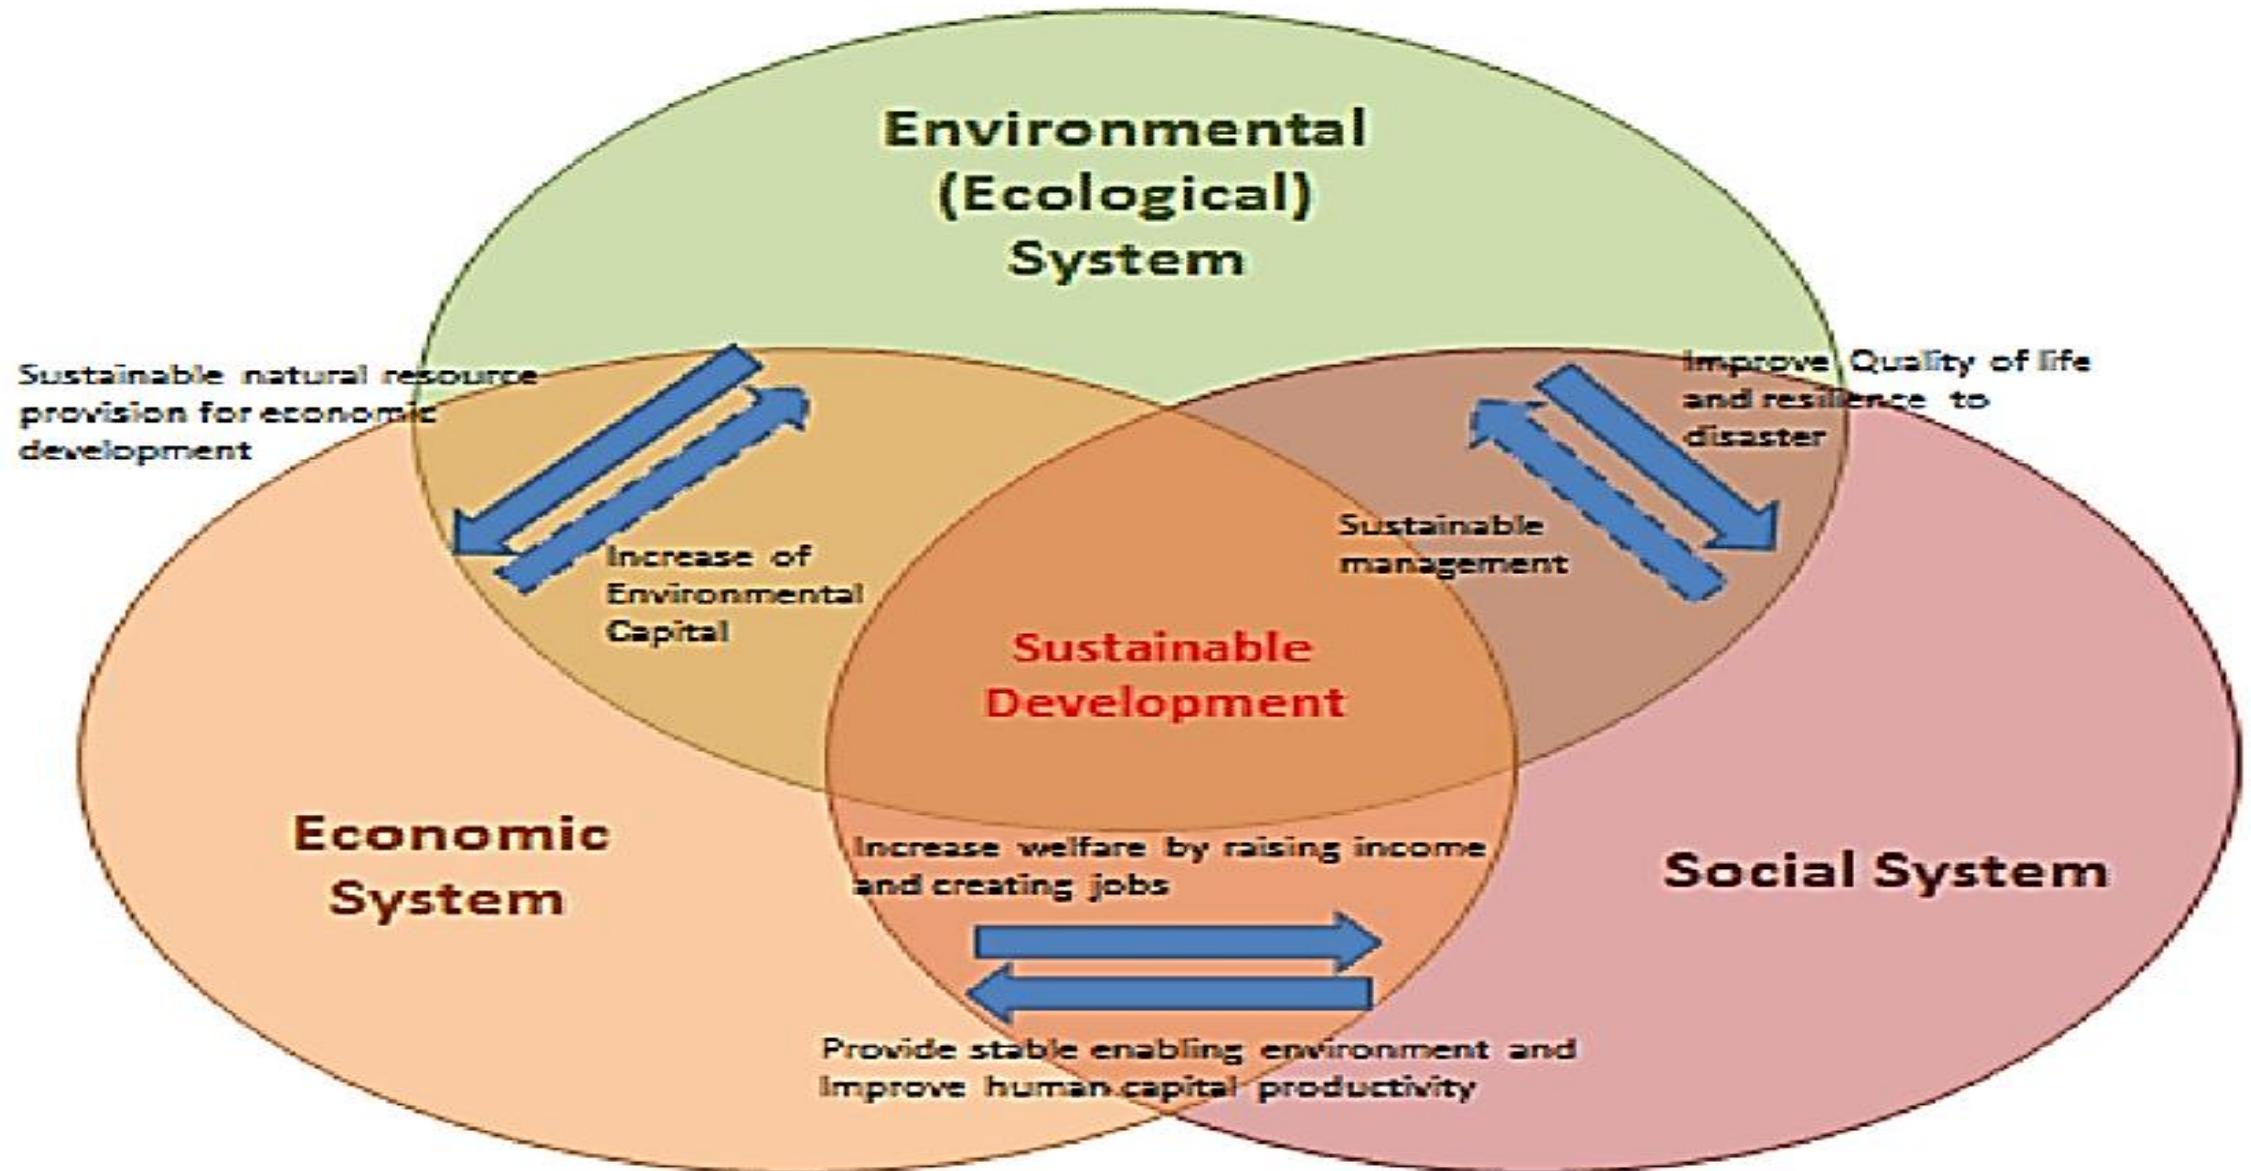 Environmental
(Ecological)
System
Sustainable natural resource
provision for economic
development
Improve Quality of life
and resilience to
disaster
Increase of
Environmental
Capital
Sustainable
management
Sustainable
Development
Economic
System
Social System
Increase welfare by raising income
and creating jobs
Provide stable enabling environment and
Improve human capital productivity